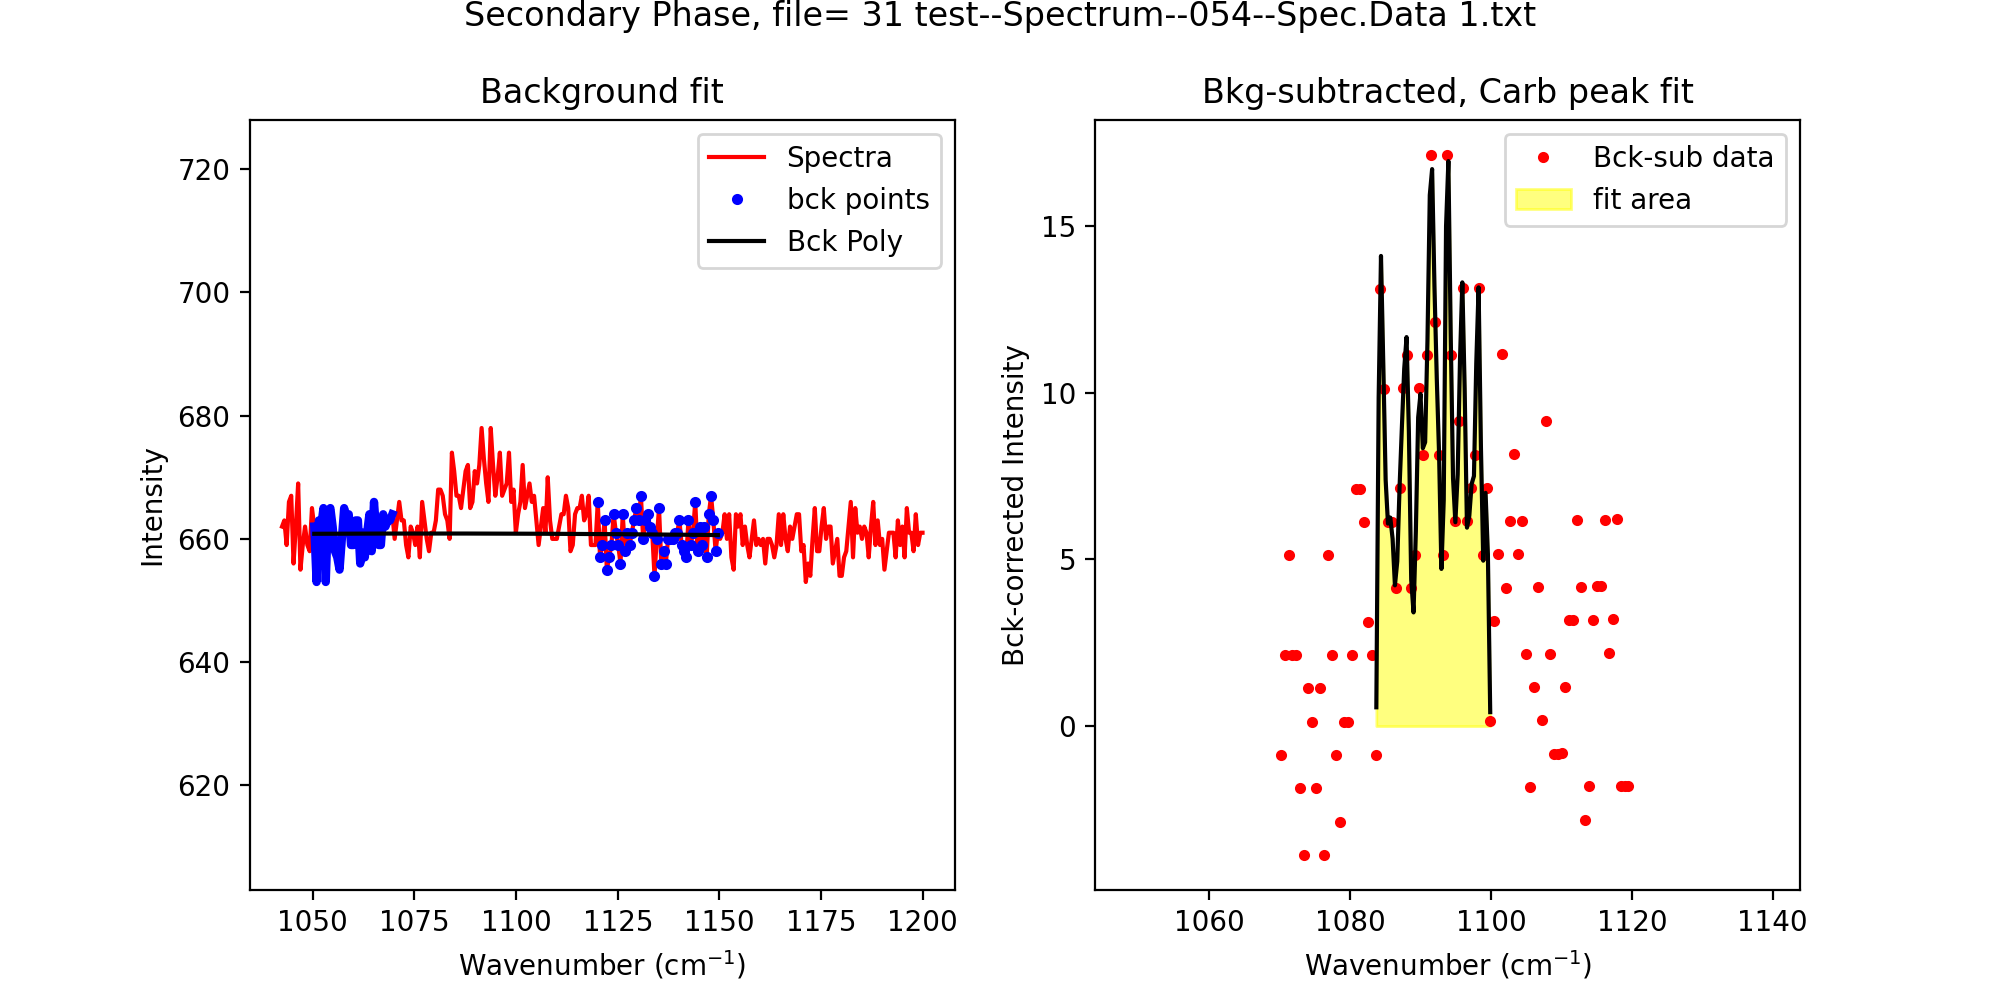 Secondary Phase, file= 31 test--Spectrum--054--Spec.Data 1.txt
Background fit
Spectra
bck points
Bck Poly
Intensity
720
700
680
660
640
620
1050 1075 1100 1125 1150 1175 1200
Wavenumber (cm⁻¹)
Bkg-subtracted, Carb peak fit
Bck-sub data
fit area
Bck-corrected Intensity
15
10
5
0
1060 1080 1100 1120 1140
Wavenumber (cm⁻¹)